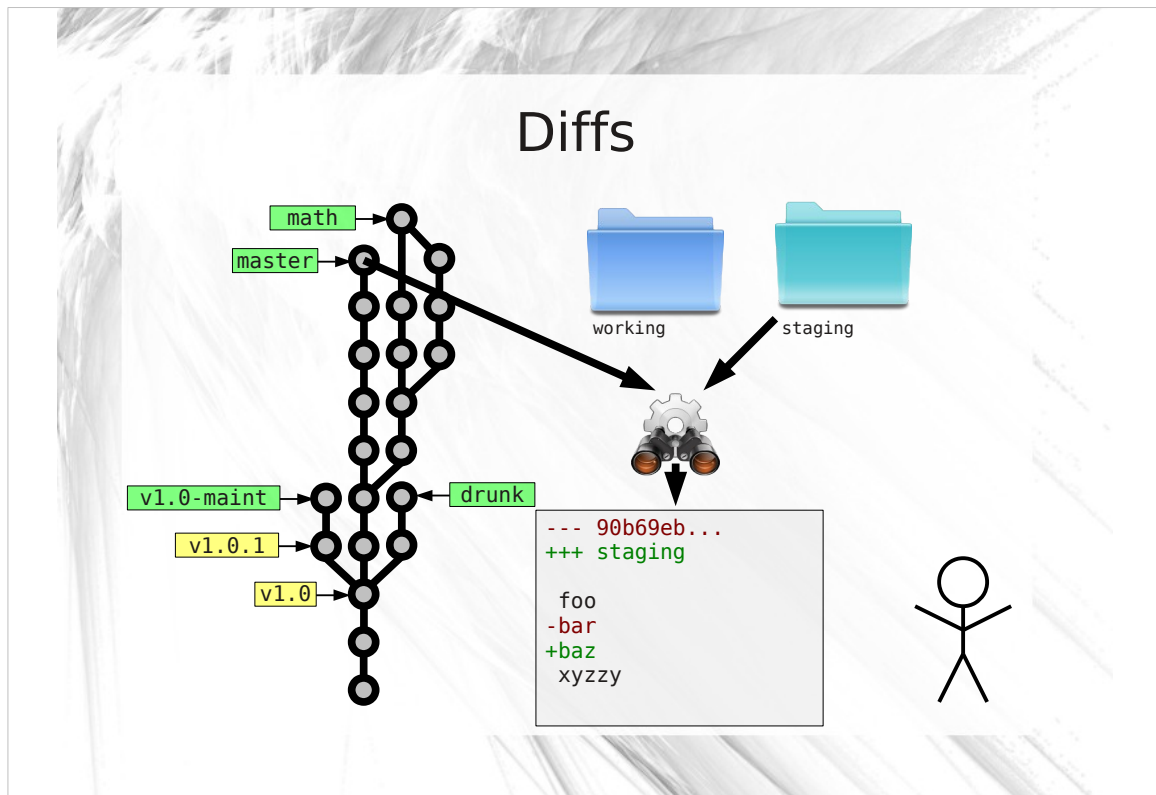 Diffs
math
master
working
staging
v1.0-maint
drunk
v1.0.1
v1.0
--- 90b69eb...
+++ staging
foo
-bar
+baz
xyzzy